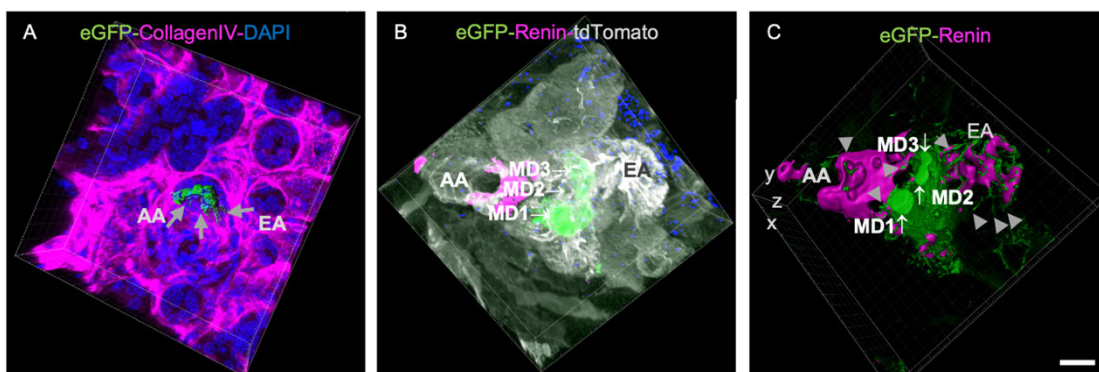 A eGFP-CollagenIV-DAPI
AA EA
B eGFP-Renin-tdTomato
AA MD3→ EA
MD2→
MD1→
C eGFP-Renin
MD3↓ EA
AA
y
z
x
MD2
MD1↑